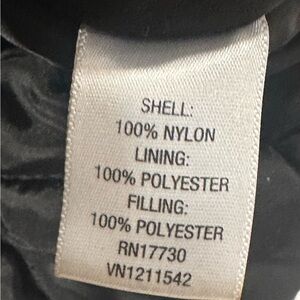 SHELL:
100% NYLON
LINING:
100% POLYESTER
FILLING:
100% POLYESTER
RN17730
VN1211542